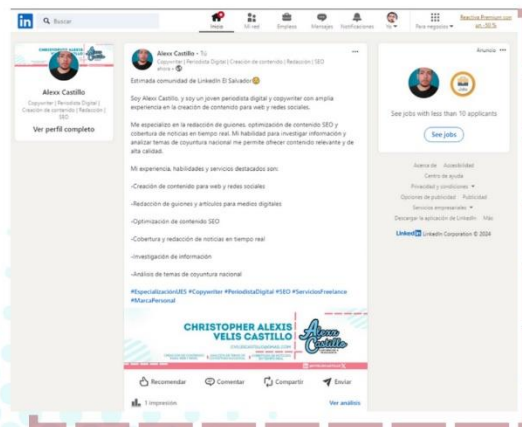 in
Buscar
Inicio
Mi red
Empleos
Mensajes
Notificaciones
Yo
Para negocios
Reactiva Premium con
un -50 %
Alexx Castillo
Copywriter | Periodista Digital |
Creación de contenido | Redacción |
SEO
Ver perfil completo
Alexx Castillo • Tú
Copywriter | Periodista Digital | Creación de contenido | Redacción | SEO
ahora •
Estimada comunidad de LinkedIn El Salvador
Soy Alexx Castillo, y soy un joven periodista digital y copywriter con amplia
experiencia en la creación de contenido para web y redes sociales.
Me especializo en la redacción de guiones, optimización de contenido SEO y
cobertura de noticias en tiempo real. Mi habilidad para investigar información y
analizar temas de coyuntura nacional me permite ofrecer contenido relevante y de
alta calidad.
Mi experiencia, habilidades y servicios destacados son:
-Creación de contenido para web y redes sociales
-Redacción de guiones y artículos para medios digitales
-Optimización de contenido SEO
-Cobertura y redacción de noticias en tiempo real
-Investigación de información
-Análisis de temas de coyuntura nacional
#EspecializaciónUES #Copywriter #PeriodistaDigital #SEO #ServiciosFreelance
#MarcaPersonal
CHRISTOPHER ALEXIS
VELIS CASTILLO
Alexx
Castillo
Recomendar
Comentar
Compartir
Enviar
1 impresión
Ver análisis
Anuncio
See jobs with less than 10 applicants
See jobs
Acerca de Accesibilidad
Centro de ayuda
Privacidad y condiciones
Opciones de publicidad Publicidad
Servicios empresariales
Descargar la aplicación de LinkedIn Más
LinkedIn LinkedIn Corporation © 2024